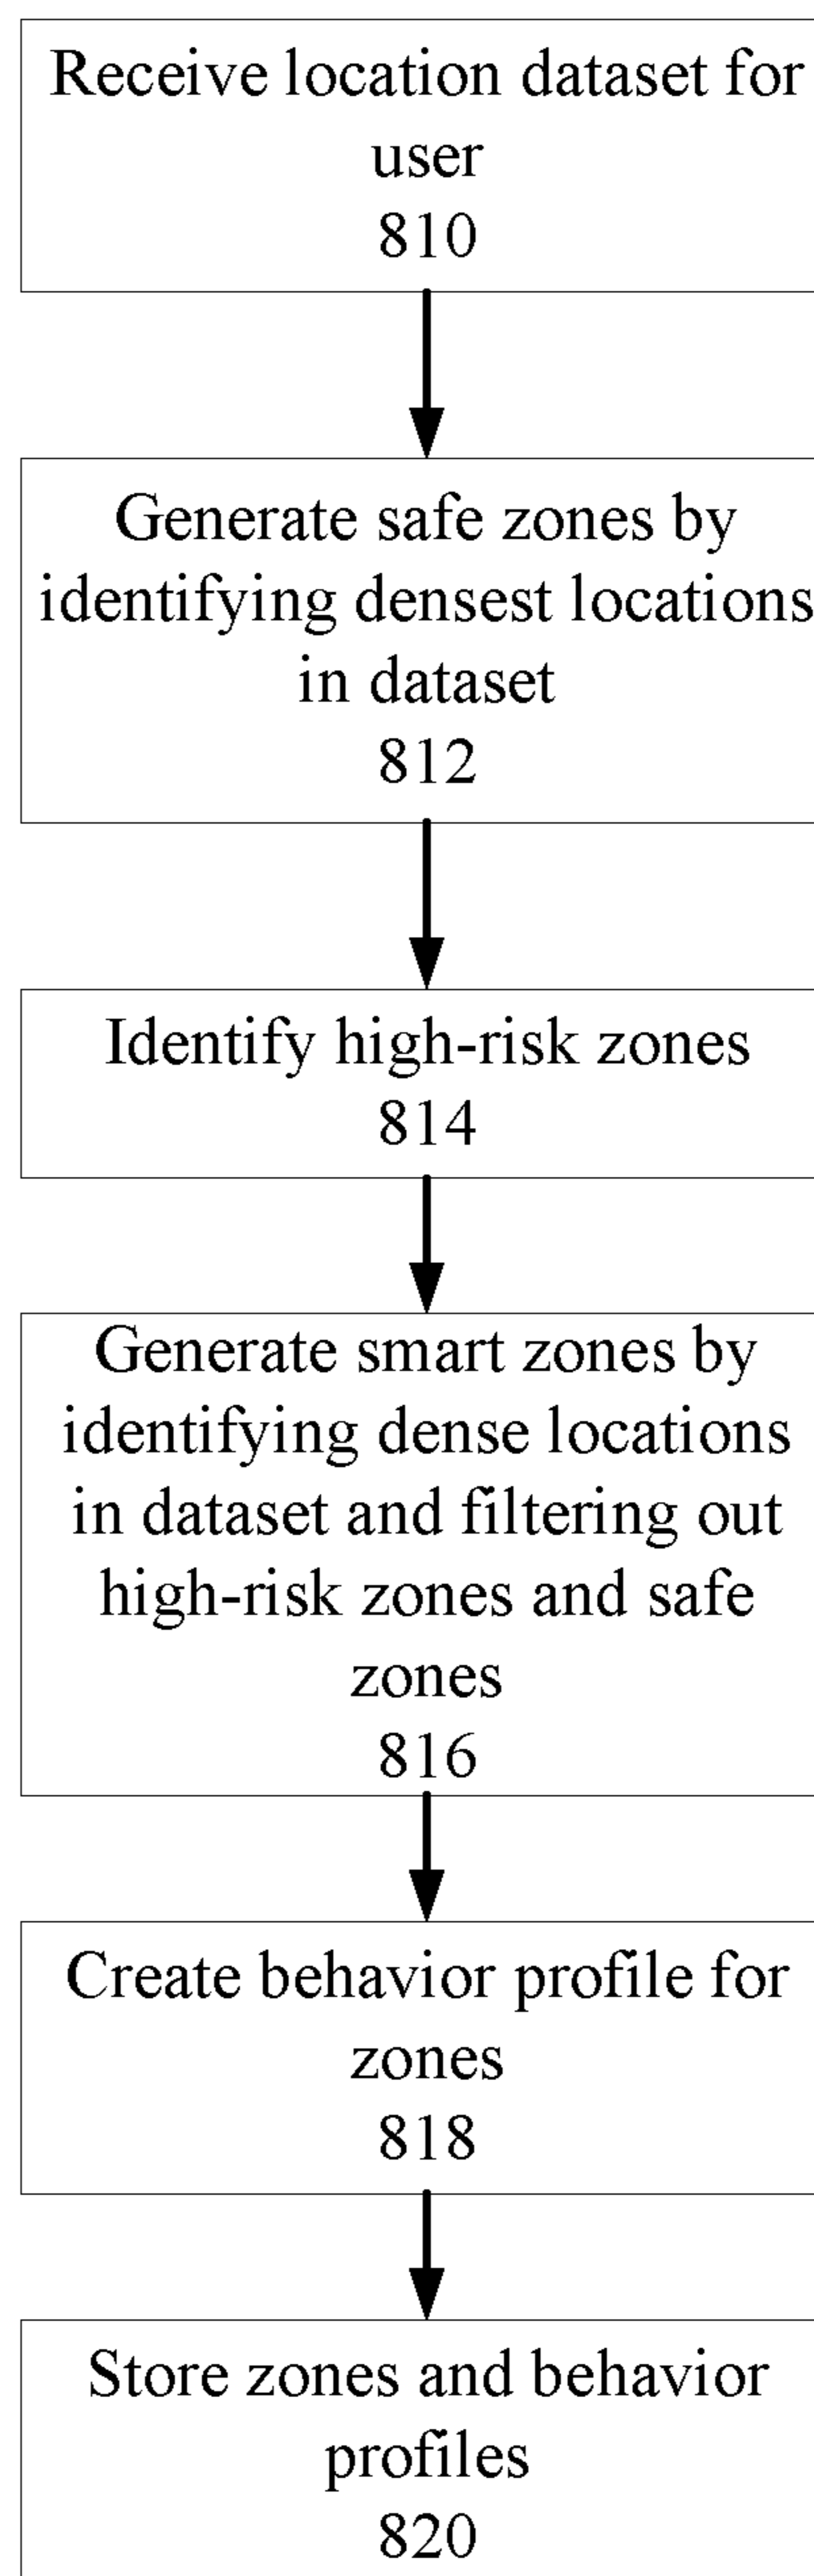 Receive location dataset for
user
810
Generate safe zones by
identifying densest locations
in dataset
812
Identify high-risk zones
814
Generate smart zones by
identifying dense locations
in dataset and filtering out
high-risk zones and safe
zones
816
Create behavior profile for
zones
818
Store zones and behavior
profiles
820